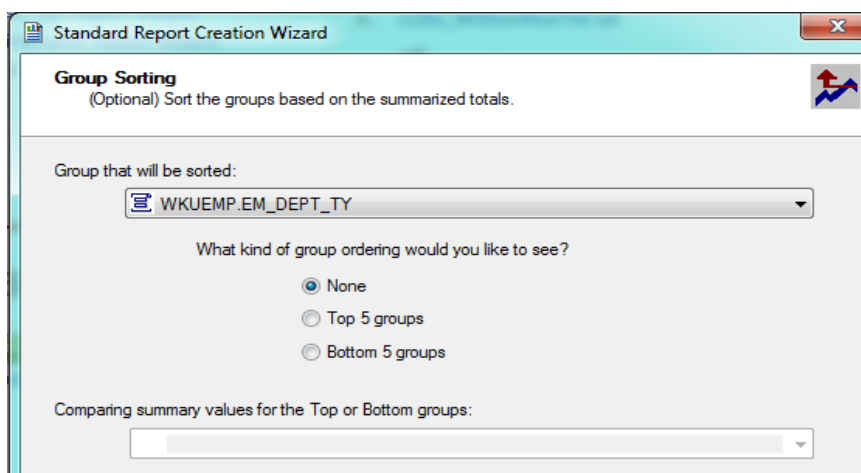 Standard Report Creation Wizard
Group Sorting
(Optional) Sort the groups based on the summarized totals.
Group that will be sorted:
WKUEMP.EM_DEPT_TY
What kind of group ordering would you like to see?
None
Top 5 groups
Bottom 5 groups
Comparing summary values for the Top or Bottom groups: